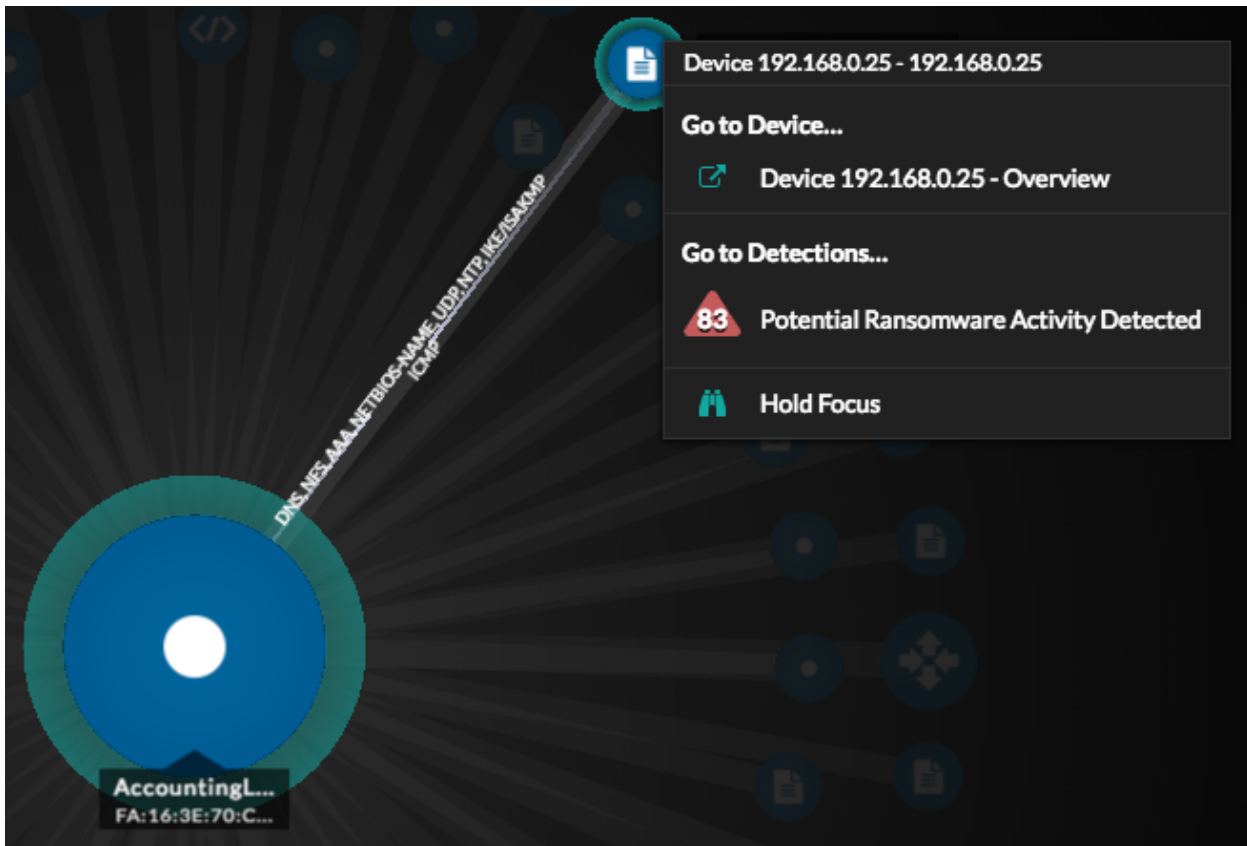 </>
Device 192.168.0.25 - 192.168.0.25
Go to Device...
Device 192.168.0.25 - Overview
Go to Detections...
83 Potential Ransomware Activity Detected
Hold Focus
DNS, NFS, AAA, NETBIOS-NAME, UDP, NTP, IKE/ISAKMP
ICMP
AccountingL...
FA:16:3E:70:C...